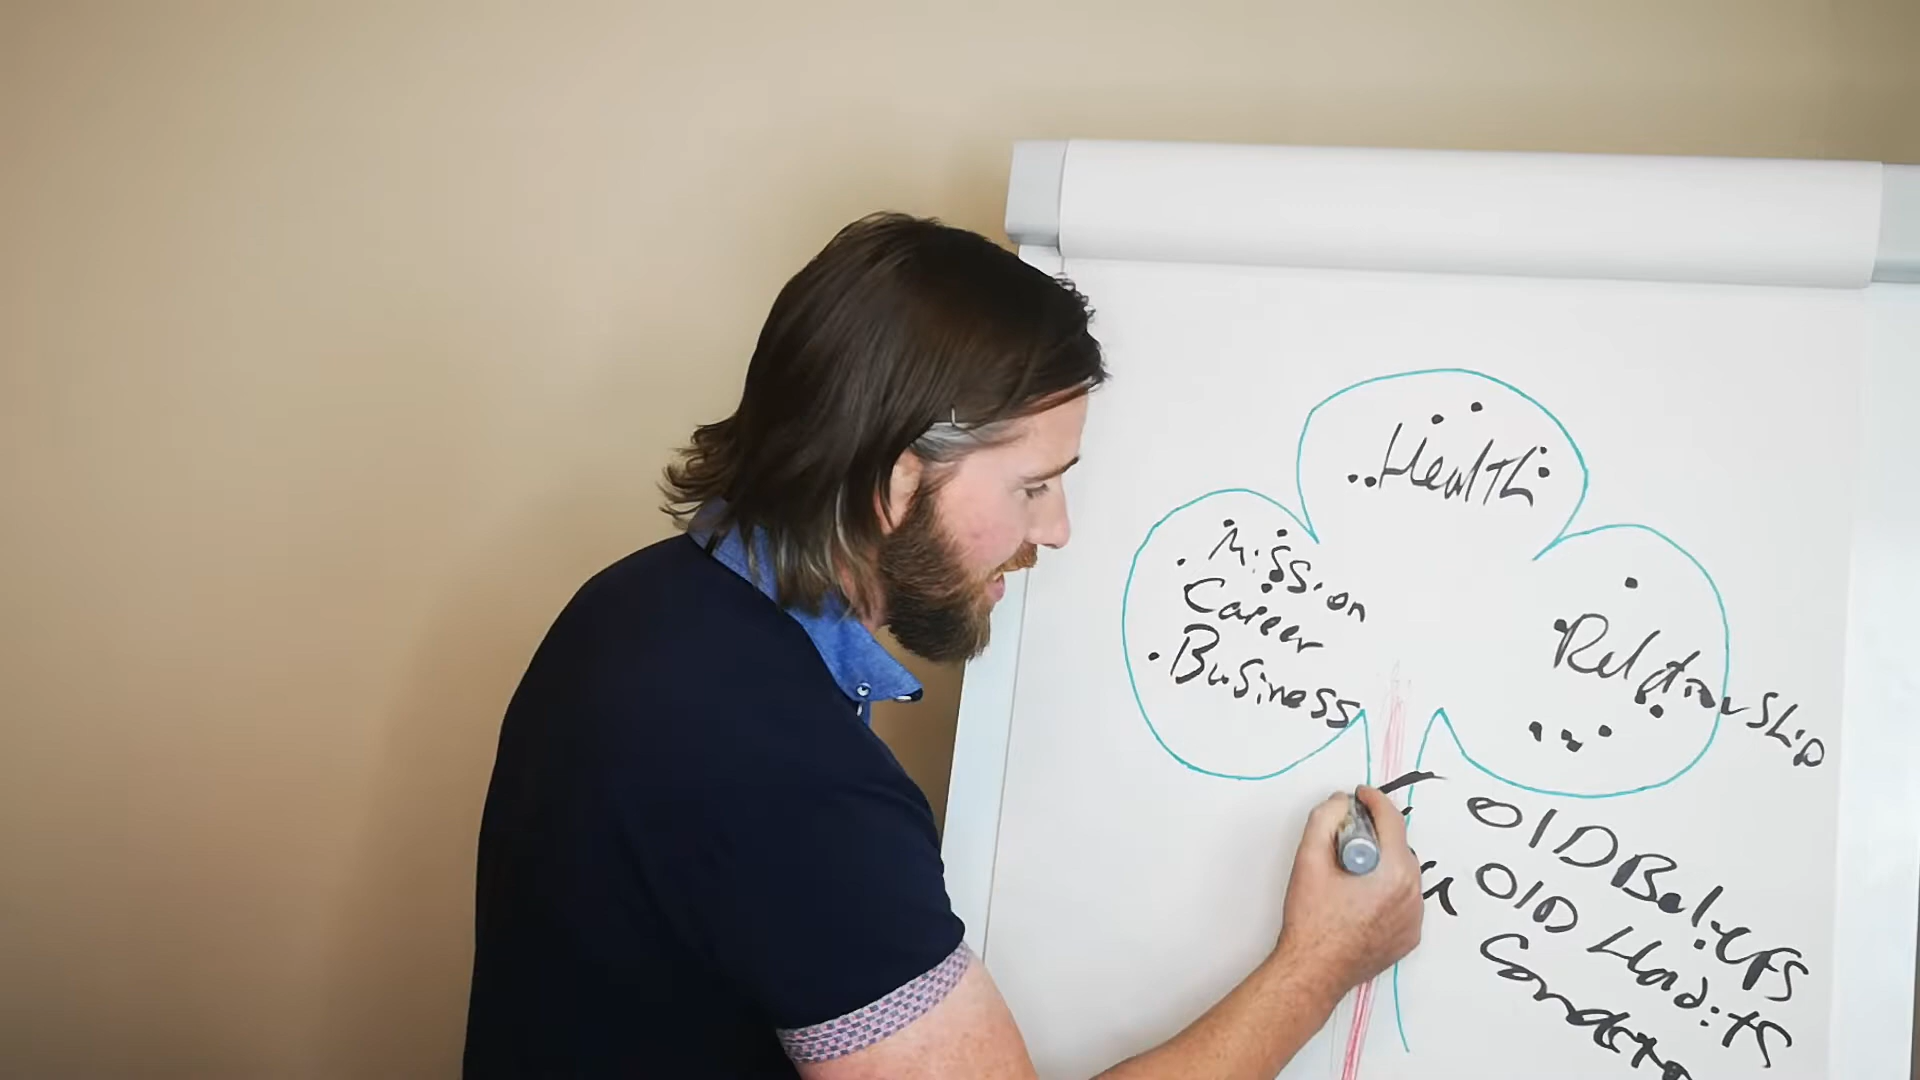 Health
Mission
Career
Business
Relationship
OlD Beliefs
OlD Habits